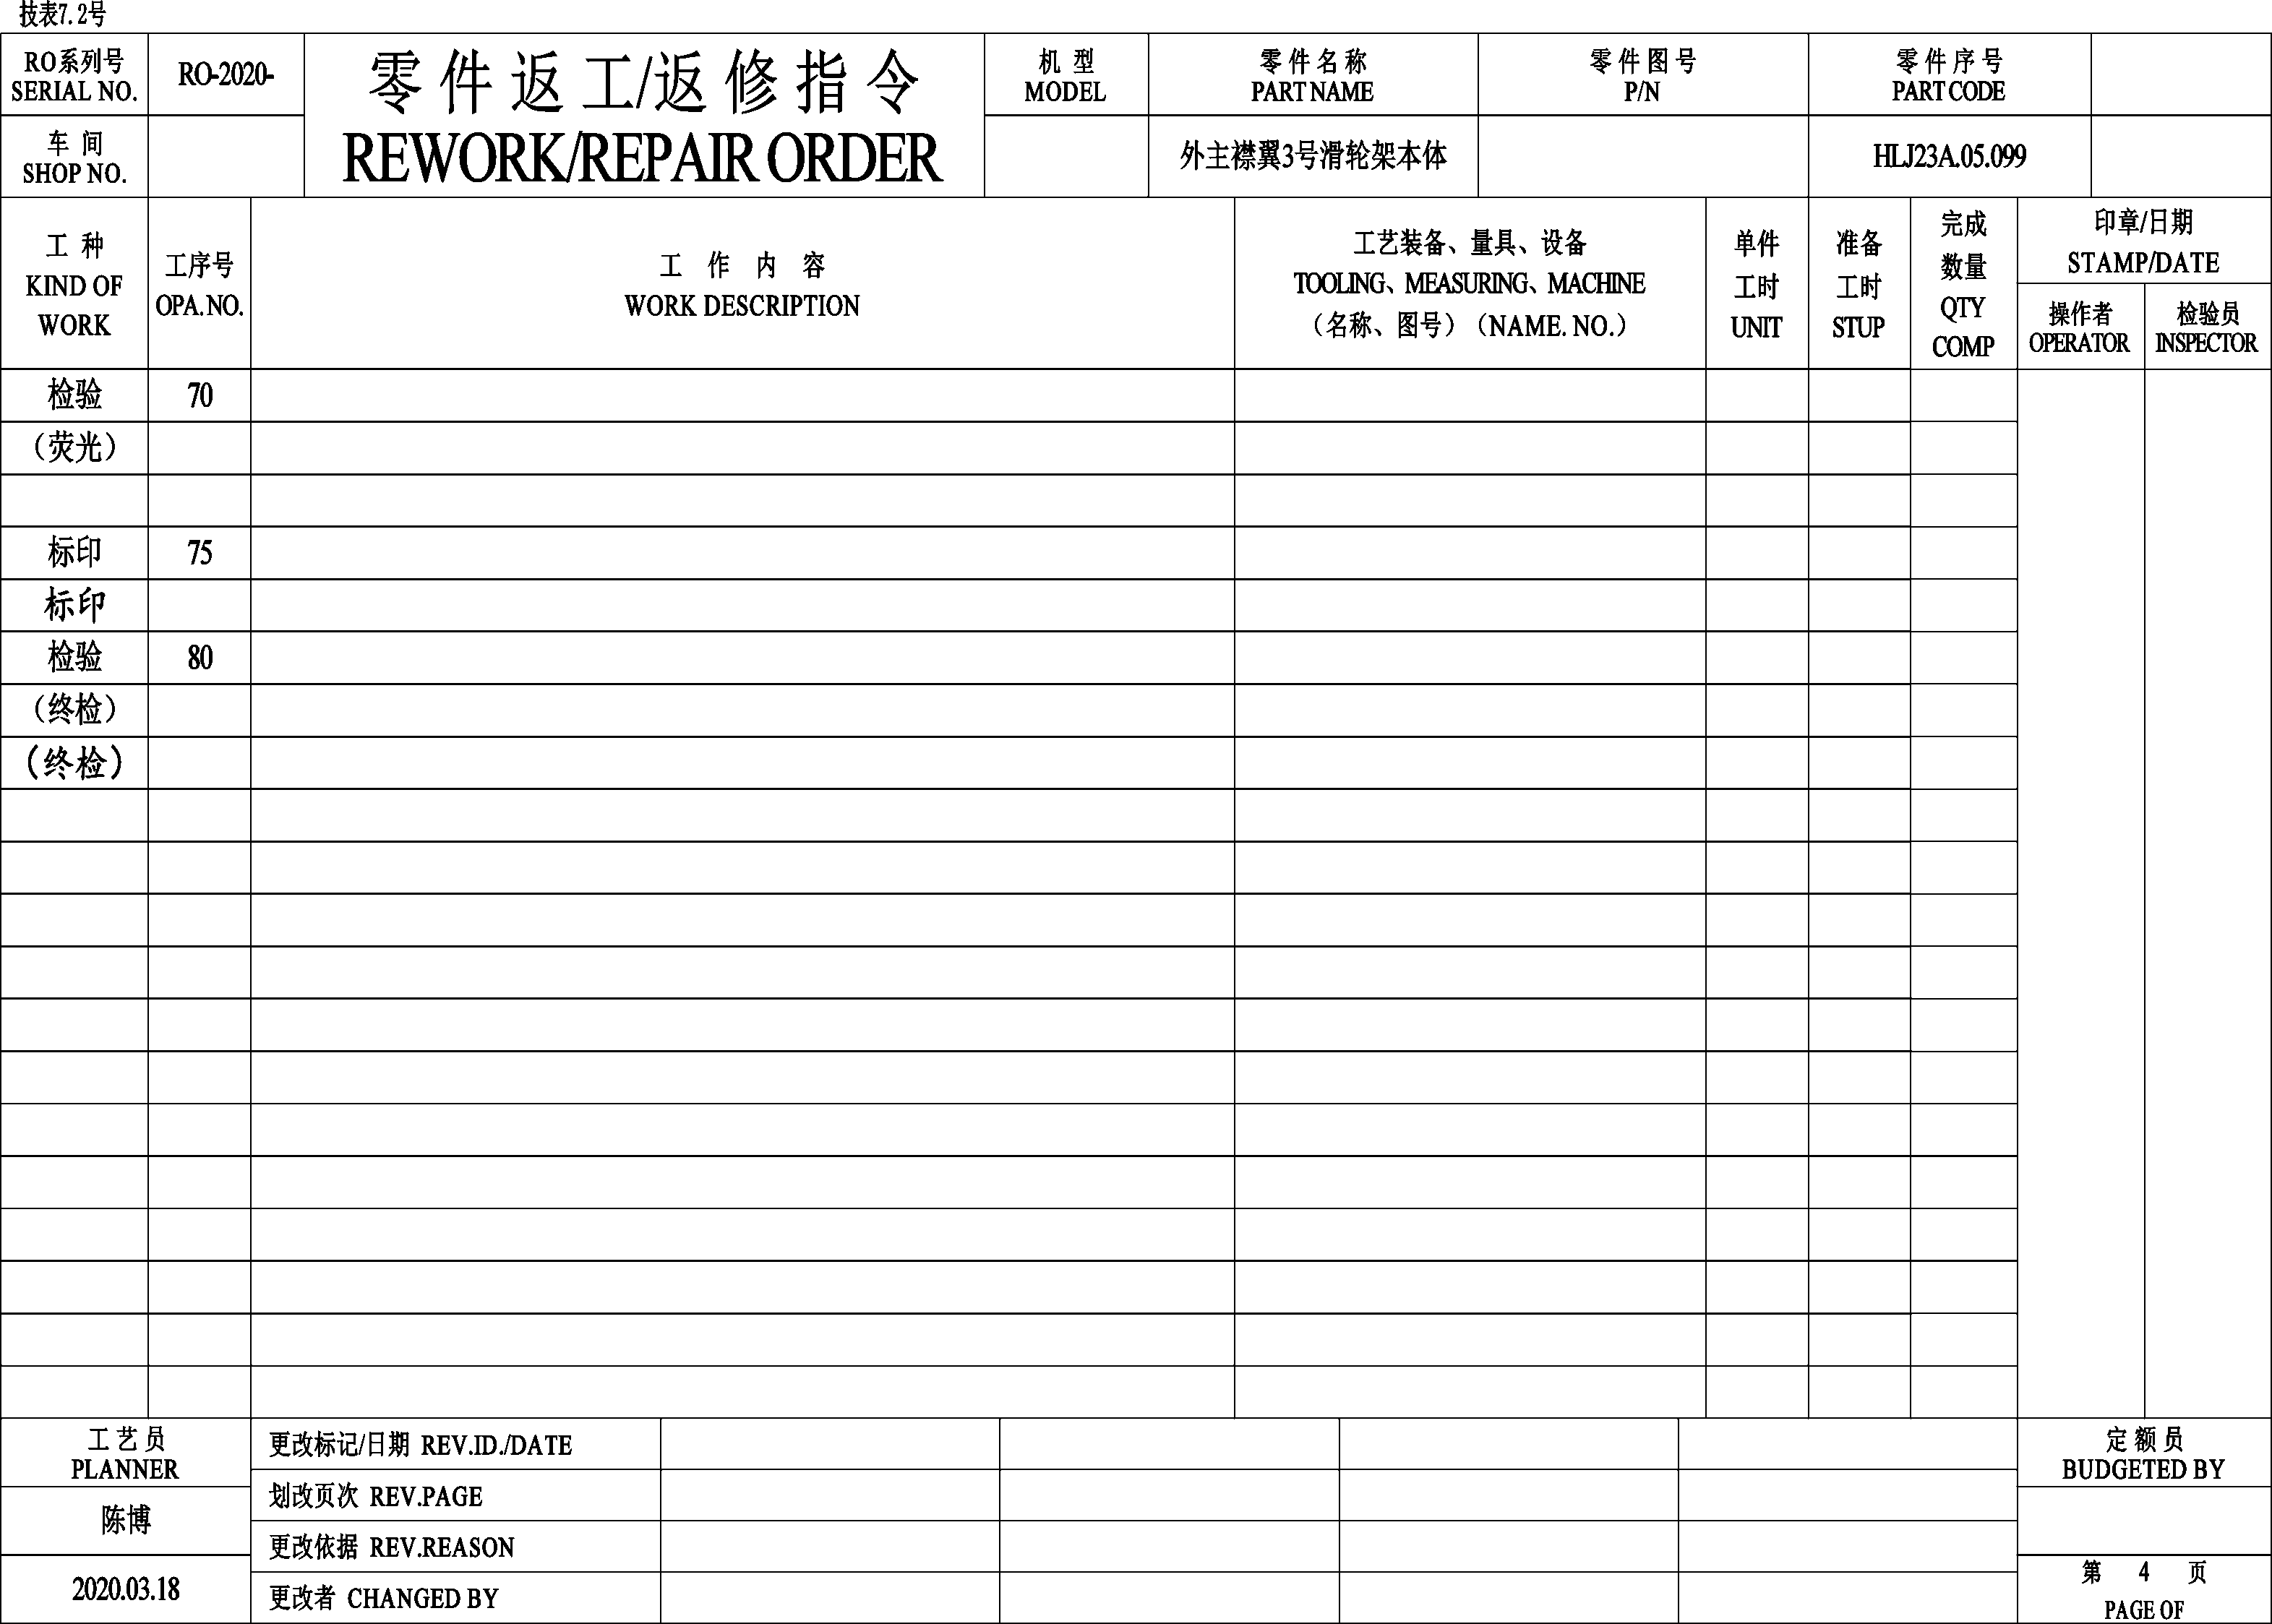 技表7.2号
RO系列号
SERIAL NO.
RO-2020-
零件返工/返修指令
REWORK/REPAIR ORDER
机 型
MODEL
零件名称
PART NAME
零件图号
P/N
零件序号
PART CODE
车 间
SHOP NO.
外主襟翼3号滑轮架本体
HLJ23A.05.099
工 种
KIND OF
WORK
工序号
OPA.NO.
工 作 内 容
WORK DESCRIPTION
工艺装备、量具、设备
TOOLING、MEASURING、MACHINE
（名称、图号）（NAME. NO.）
单件
工时
UNIT
准备
工时
STUP
完成
数量
QTY
COMP
印章/日期
STAMP/DATE
操作者
OPERATOR
检验员
INSPECTOR
检验 70
（荧光）
标印 75
标印
检验 80
（终检）
（终检）
工艺员
PLANNER
陈博
2020.03.18
更改标记/日期 REV.ID./DATE
划改页次 REV.PAGE
更改依据 REV.REASON
更改者 CHANGED BY
定额员
BUDGETED BY
第 4 页
PAGE OF